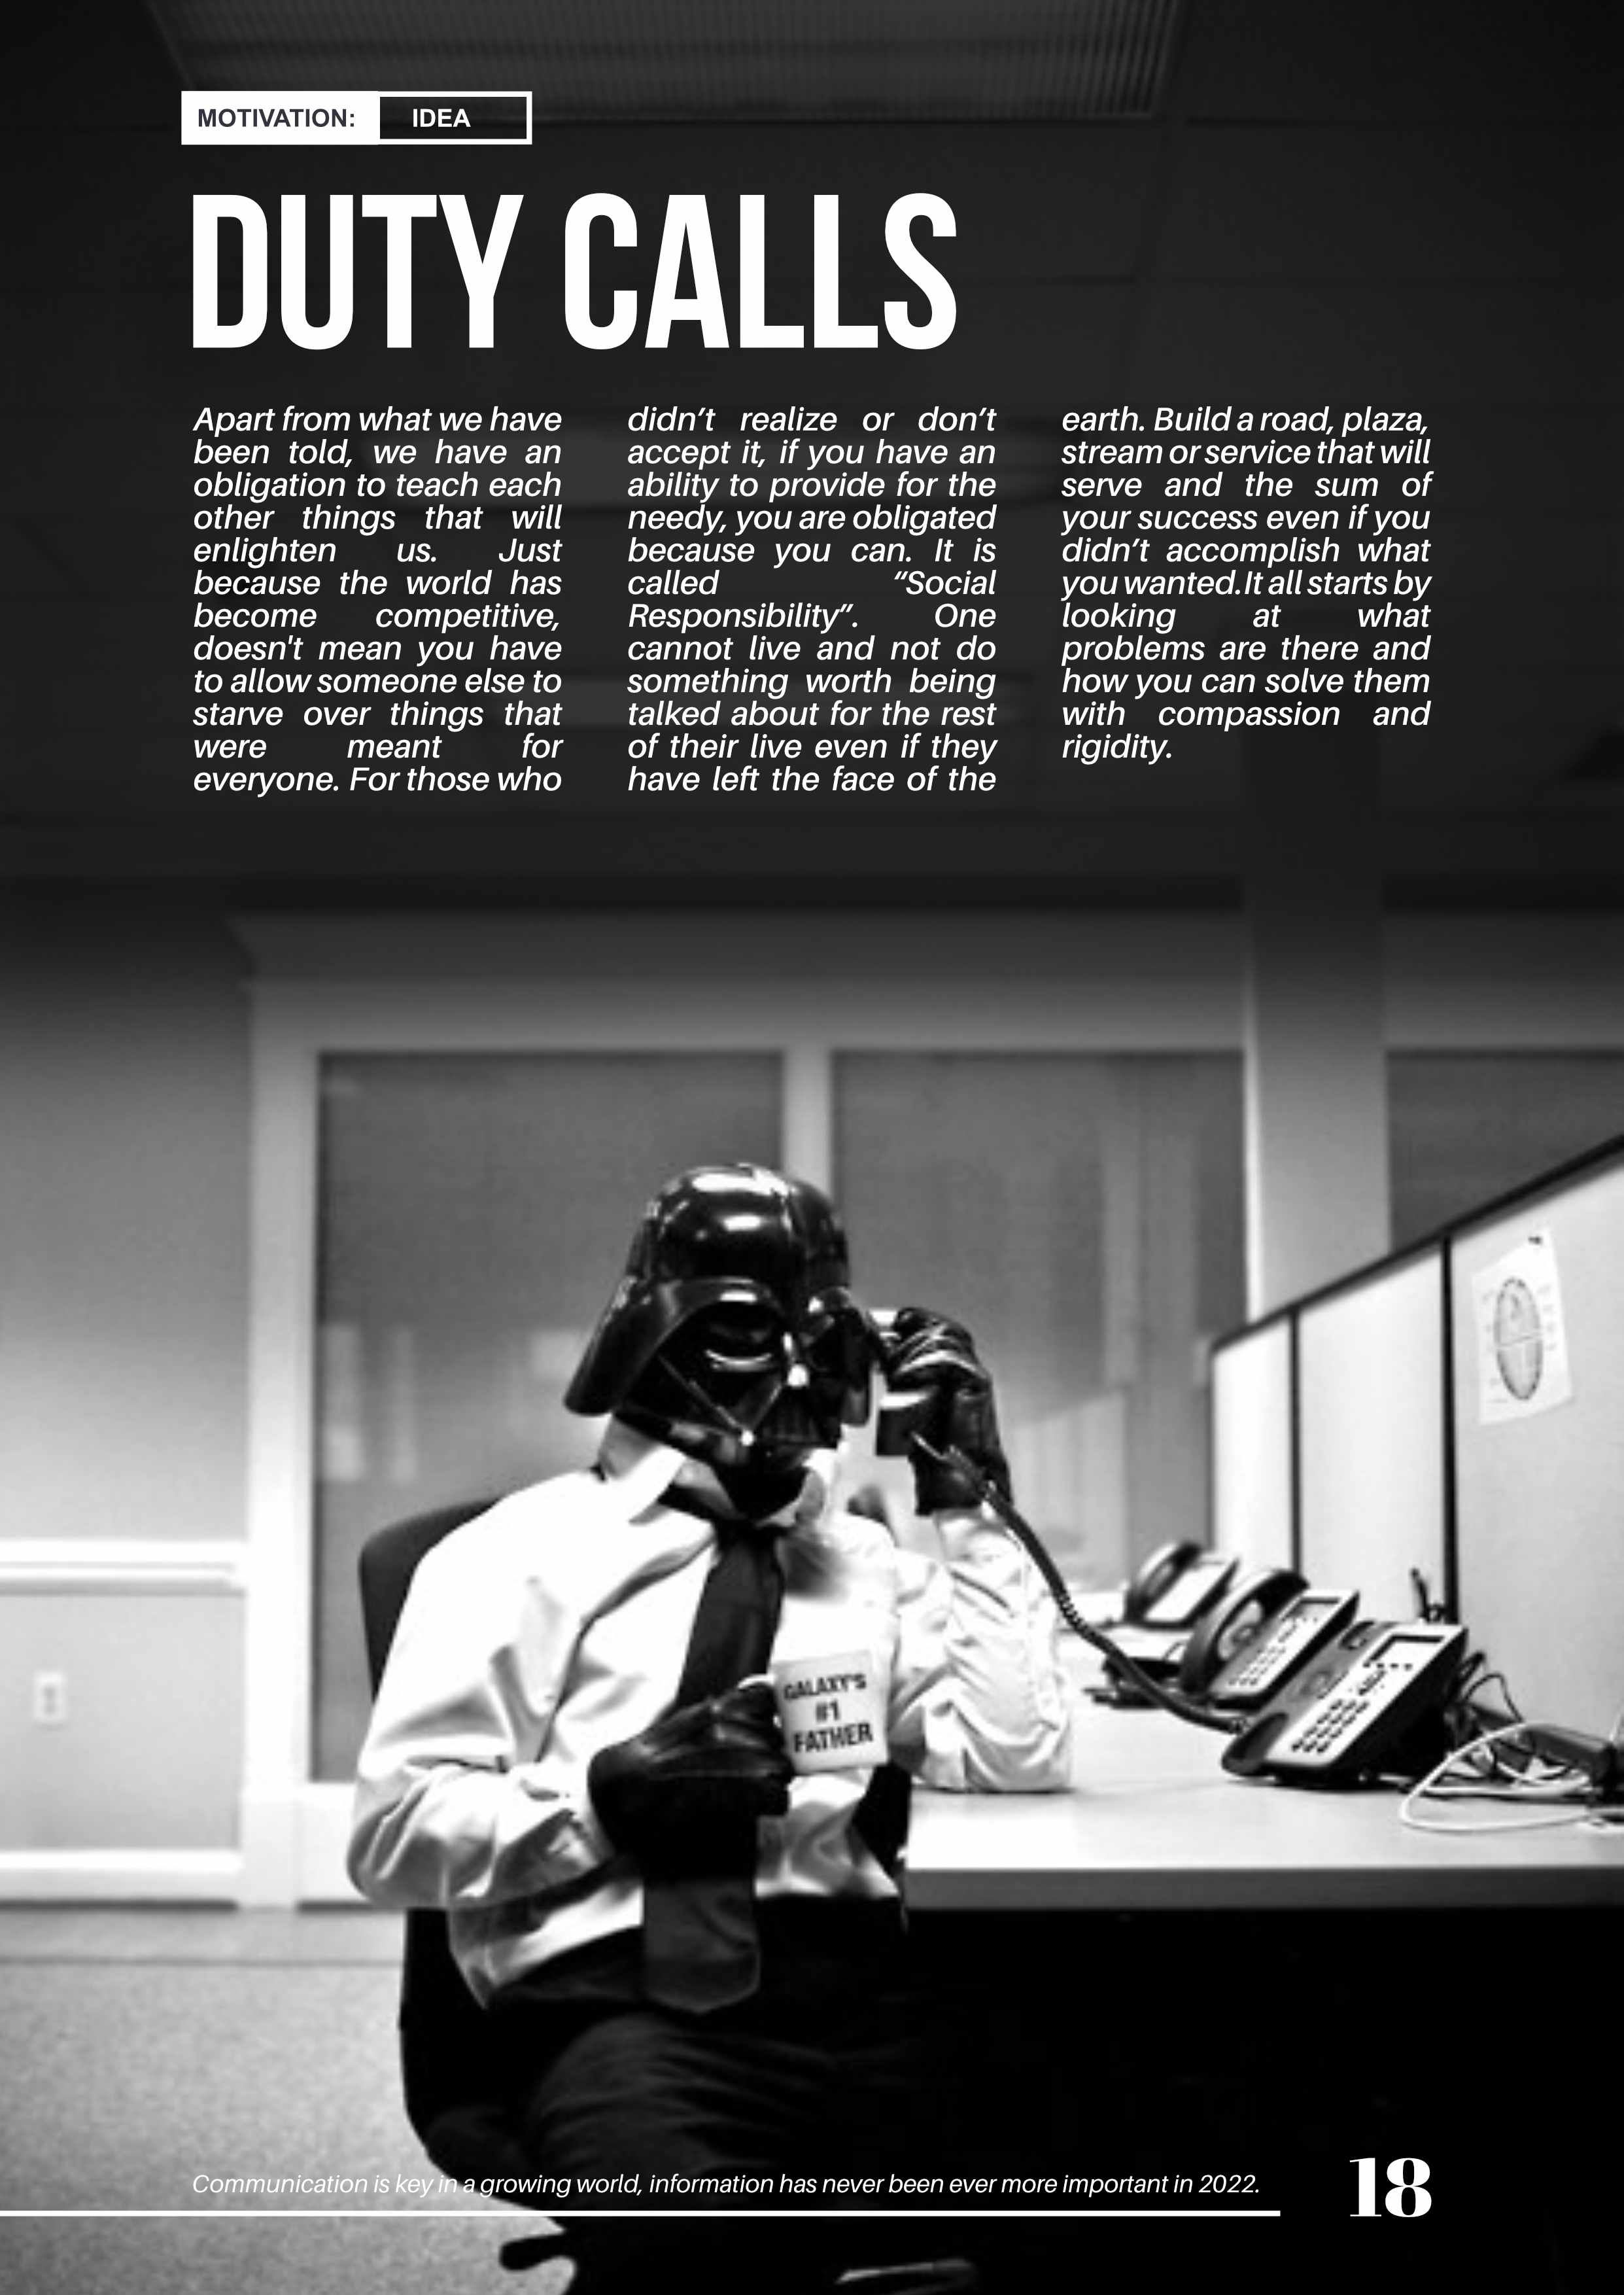 MOTIVATION: IDEA
DUTY CALLS
Apart from what we have
been told, we have an
obligation to teach each
other things that will
enlighten us. Just
because the world has
become competitive,
doesn't mean you have
to allow someone else to
starve over things that
were meant for
everyone. For those who
didn’t realize or don’t
accept it, if you have an
ability to provide for the
needy, you are obligated
because you can. It is
called “Social
Responsibility”. One
cannot live and not do
something worth being
talked about for the rest
of their live even if they
have left the face of the
earth. Build a road, plaza,
stream or service that will
serve and the sum of
your success even if you
didn’t accomplish what
you wanted.It all starts by
looking at what
problems are there and
how you can solve them
with compassion and
rigidity.
GALAXY'S
#1
FATHER
Communication is key in a growing world, information has never been ever more important in 2022.
18